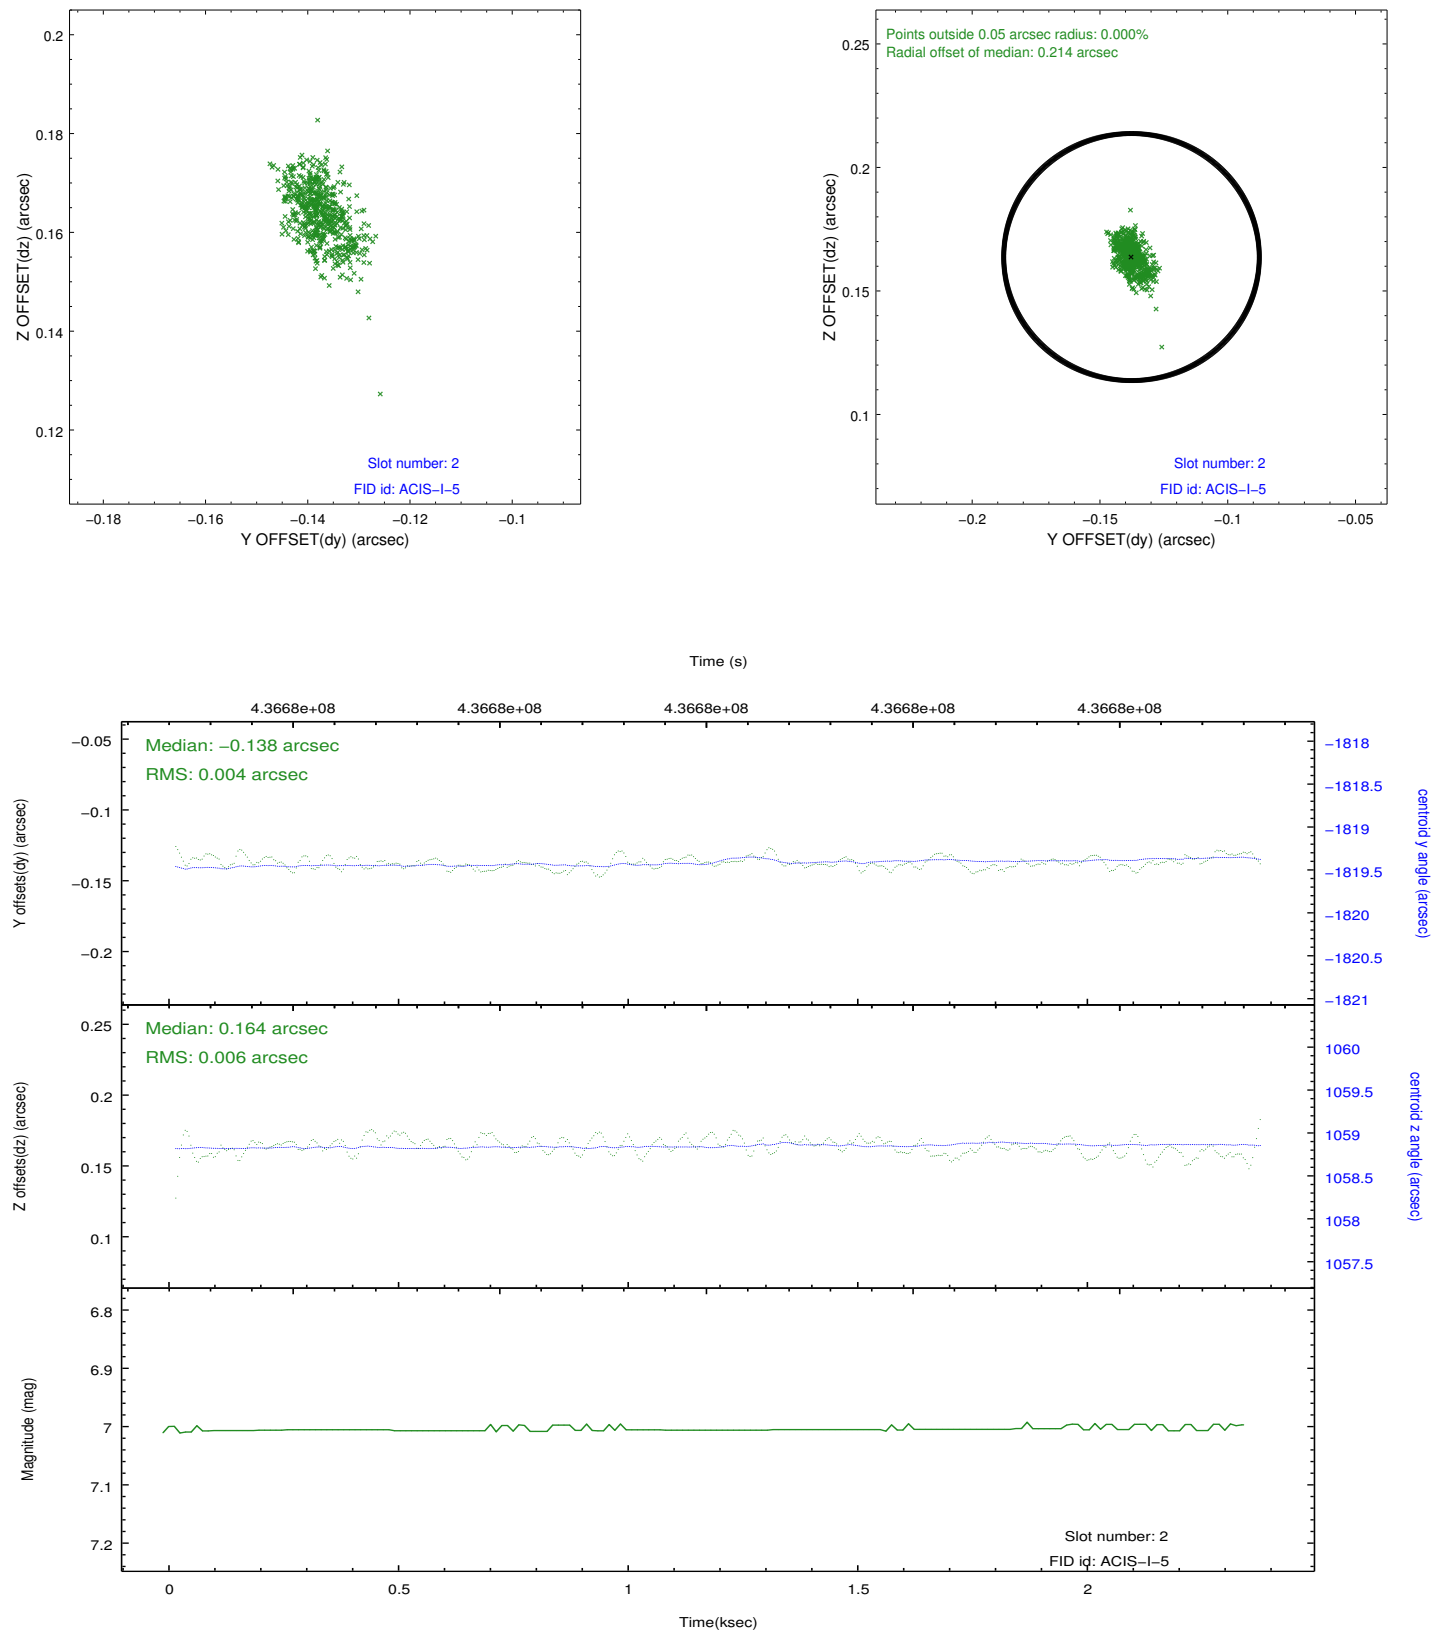 0.2
0.18
0.16
0.14
0.12
Z OFFSET(dz) (arcsec)
Slot number: 2
FID id: ACIS−I−5
−0.18
−0.16
−0.14
−0.12
−0.1
Y OFFSET(dy) (arcsec)
Points outside 0.05 arcsec radius: 0.000%
Radial offset of median: 0.214 arcsec
0.25
0.2
0.15
0.1
Z OFFSET(dz) (arcsec)
Slot number: 2
FID id: ACIS−I−5
−0.2
−0.15
−0.1
−0.05
Y OFFSET(dy) (arcsec)
Time (s)
4.3668e+08
4.3668e+08
4.3668e+08
4.3668e+08
4.3668e+08
Median: −0.138 arcsec
RMS: 0.004 arcsec
−0.05
−0.1
−0.15
−0.2
Y offsets(dy) (arcsec)
−1818
−1818.5
−1819
−1819.5
−1820
−1820.5
−1821
centroid y angle (arcsec)
Median: 0.164 arcsec
RMS: 0.006 arcsec
0.25
0.2
0.15
0.1
Z offsets(dz) (arcsec)
1060
1059.5
1059
1058.5
1058
1057.5
centroid z angle (arcsec)
6.8
6.9
7
7.1
7.2
Magnitude (mag)
Slot number: 2
FID id: ACIS−I−5
0
0.5
1
1.5
2
Time(ksec)